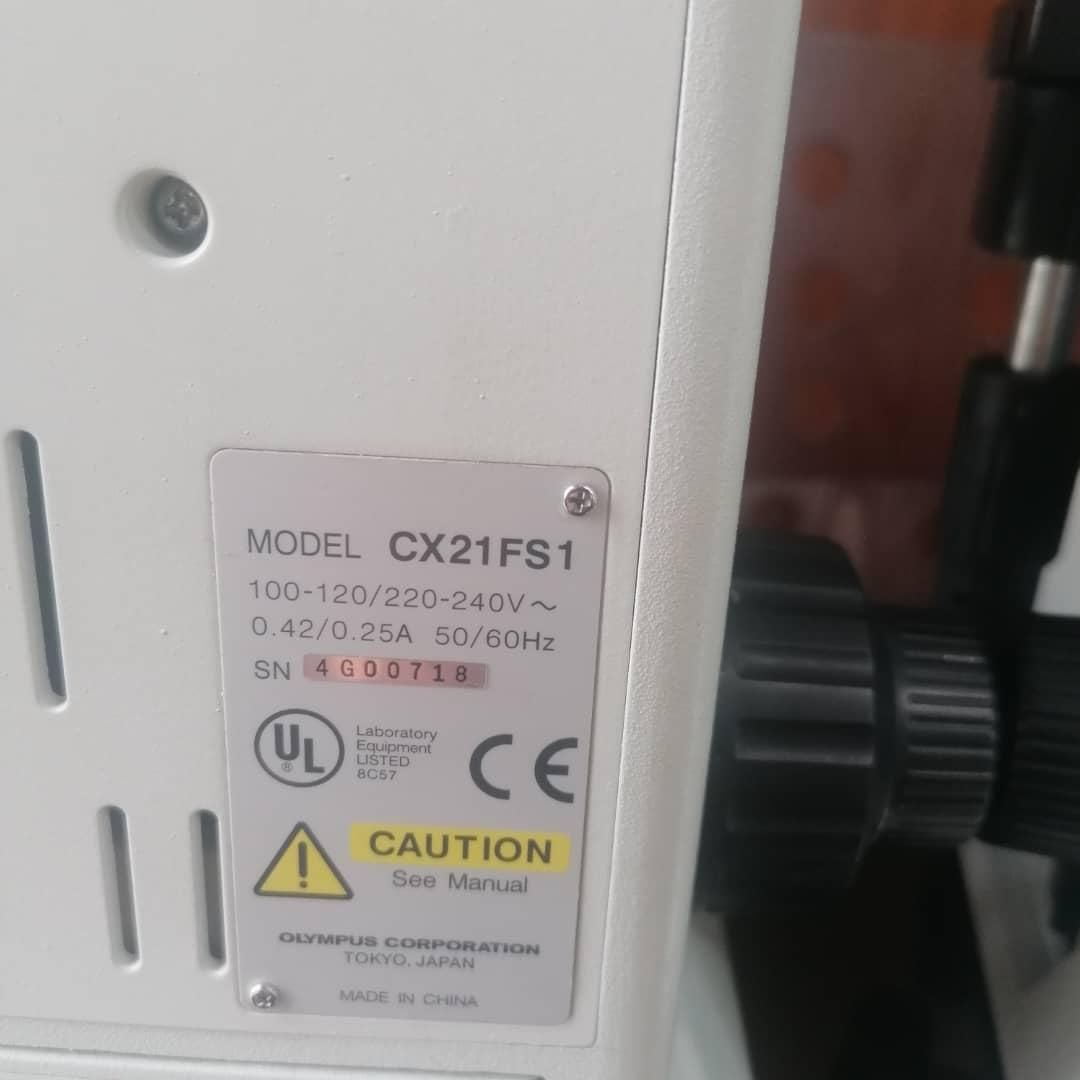 MODEL CX21FS1
100-120/220-240V～
0.42/0.25A 50/60Hz
SN 4G00718
UL
®
Laboratory
Equipment
LISTED
8C57
CE
!
CAUTION
See Manual
OLYMPUS CORPORATION
TOKYO, JAPAN
MADE IN CHINA